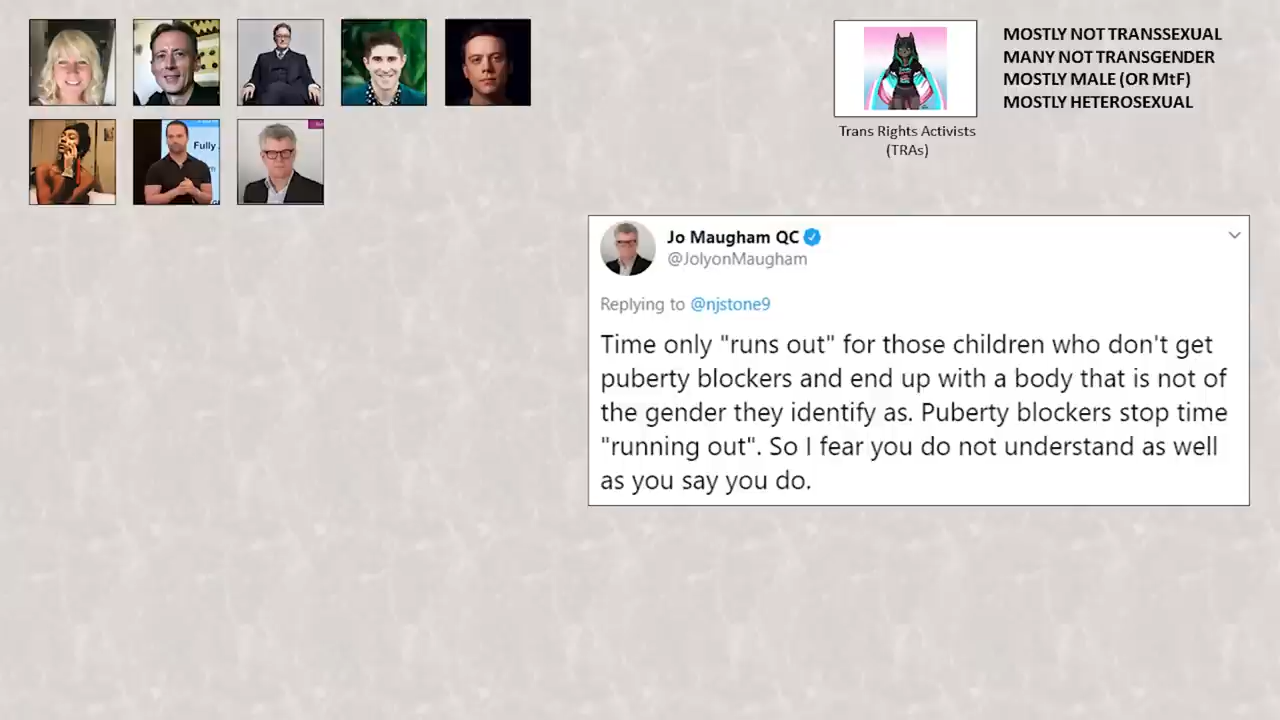 MOSTLY NOT TRANSSEXUAL
MANY NOT TRANSGENDER
MOSTLY MALE (OR MtF)
MOSTLY HETEROSEXUAL
Trans Rights Activists
(TRAs)
Fully
Jo Maugham QC
@JolyonMaugham
Replying to @njstone9
Time only "runs out" for those children who don't get
puberty blockers and end up with a body that is not of
the gender they identify as. Puberty blockers stop time
"running out". So I fear you do not understand as well
as you say you do.